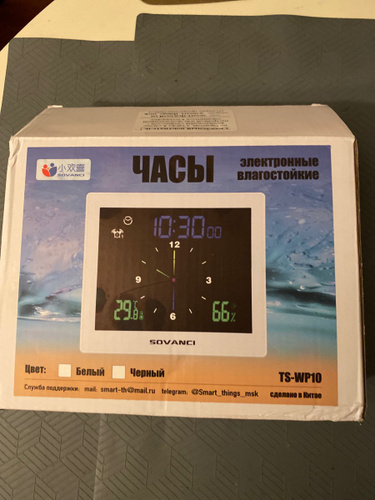 小欢喜
SOVANCI
ЧАСЫ
электронные
влагостойкие
10:30 00
12
9
3
6
29.8
66%
SOVANCI
Цвет: Белый Черный
TS-WP10
Служба поддержки: mail: smart-th@mail.ru telegram: @Smart_things_msk сделано в Китае